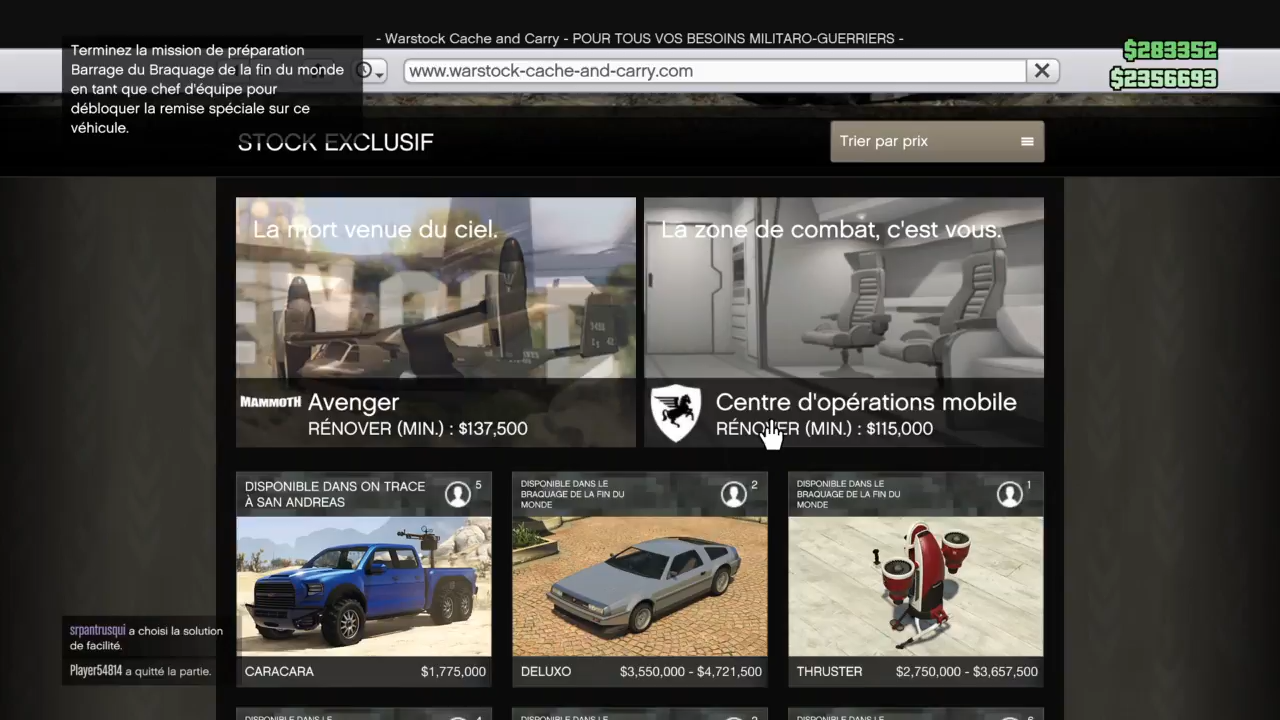 - Warstock Cache and Carry - POUR TOUS VOS BESOINS MILITARO-GUERRIERS -
Terminez la mission de préparation
Barrage du Braquage de la fin du monde
en tant que chef d'équipe pour
débloquer la remise spéciale sur ce
véhicule.
www.warstock-cache-and-carry.com
$283352
$2356693
STOCK EXCLUSIF
Trier par prix
La mort venue du ciel.
La zone de combat, c'est vous.
MAMMOTH Avenger
RÉNOVER (MIN.) : $137,500
Centre d'opérations mobile
RÉNOVER (MIN.) : $115,000
DISPONIBLE DANS ON TRACE
À SAN ANDREAS
5
DISPONIBLE DANS LE
BRAQUAGE DE LA FIN DU
MONDE
2
DISPONIBLE DANS LE
BRAQUAGE DE LA FIN DU
MONDE
1
srpantrusqui a choisi la solution
de facilité.
Player54814 a quitté la partie.
CARACARA $1,775,000
DELUXO $3,550,000 - $4,721,500
THRUSTER $2,750,000 - $3,657,500